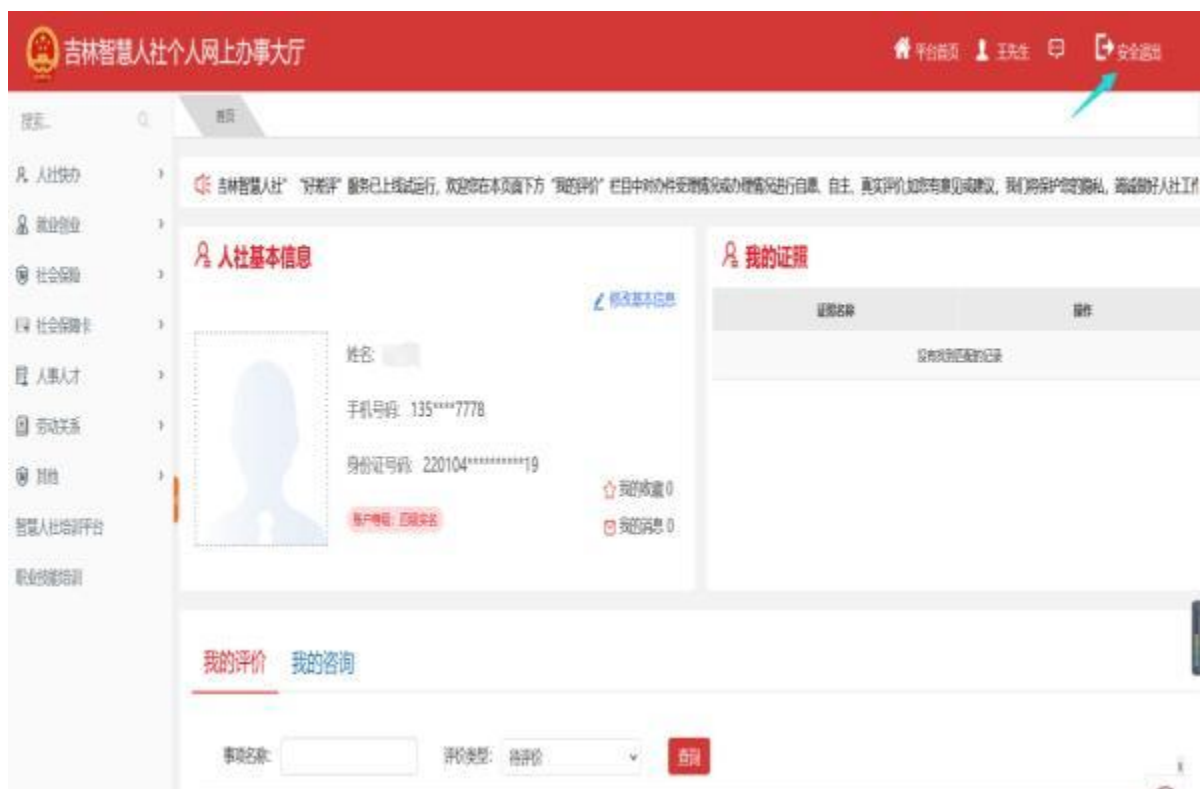 吉林智慧人社个人网上办事大厅
平台首页 王先生 安全退出
搜索...
首页
人社快办
就业创业
社会保险
社会保障卡
人事人才
劳动关系
其他
智慧人社培训平台
职业技能培训
吉林智慧人社” “好差评” 服务已上线试运行，欢迎您在本页面下方 “我的评价” 栏目中对办件受理情况或办理情况进行自愿、自主、真实评价,如您有意见或建议，我们将保护您的隐私，竭诚做好人社工作
人社基本信息
修改基本信息
姓名:
手机号码: 135****7778
身份证号码: 220104**********19
账户等级：四级实名
我的收藏 0
我的消息 0
我的证照
证照名称 操作
没有找到匹配的记录
我的评价 我的咨询
事项名称: 评价类型: 待评价 查询